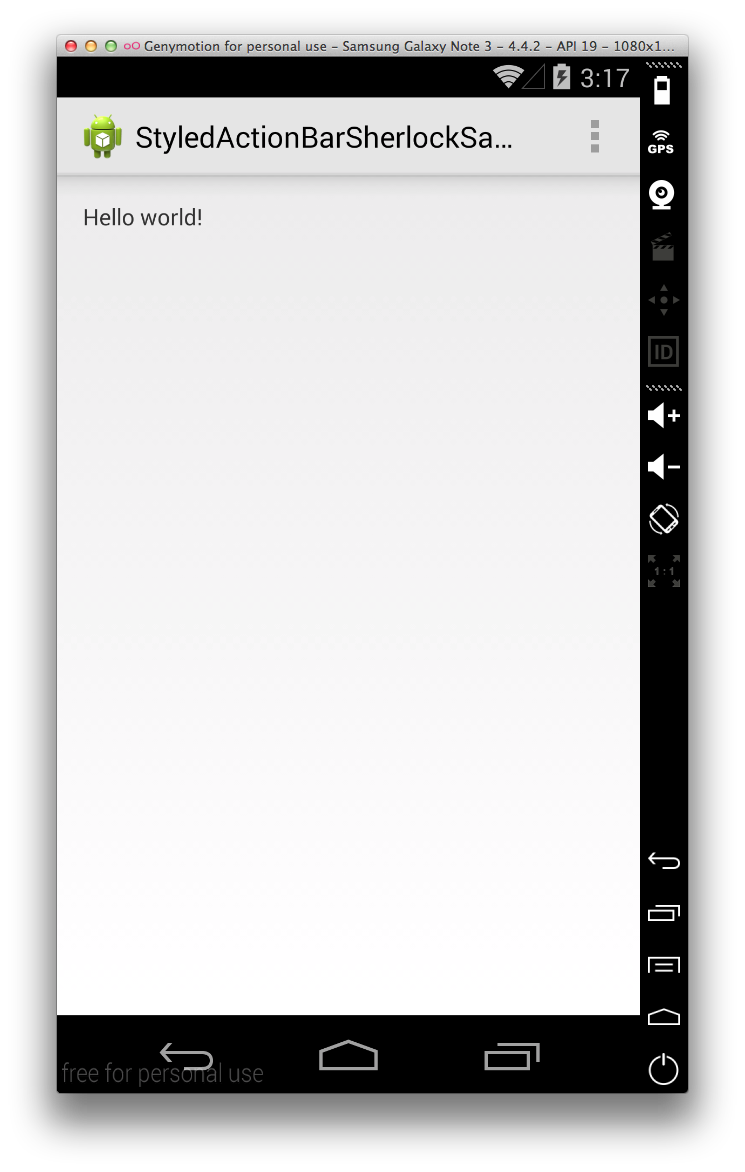 Genymotion for personal use - Samsung Galaxy Note 3 - 4.4.2 - API 19 - 1080x1...
3:17
StyledActionBarSherlockSa...
GPS
Hello world!
ID
1:1
free for personal use